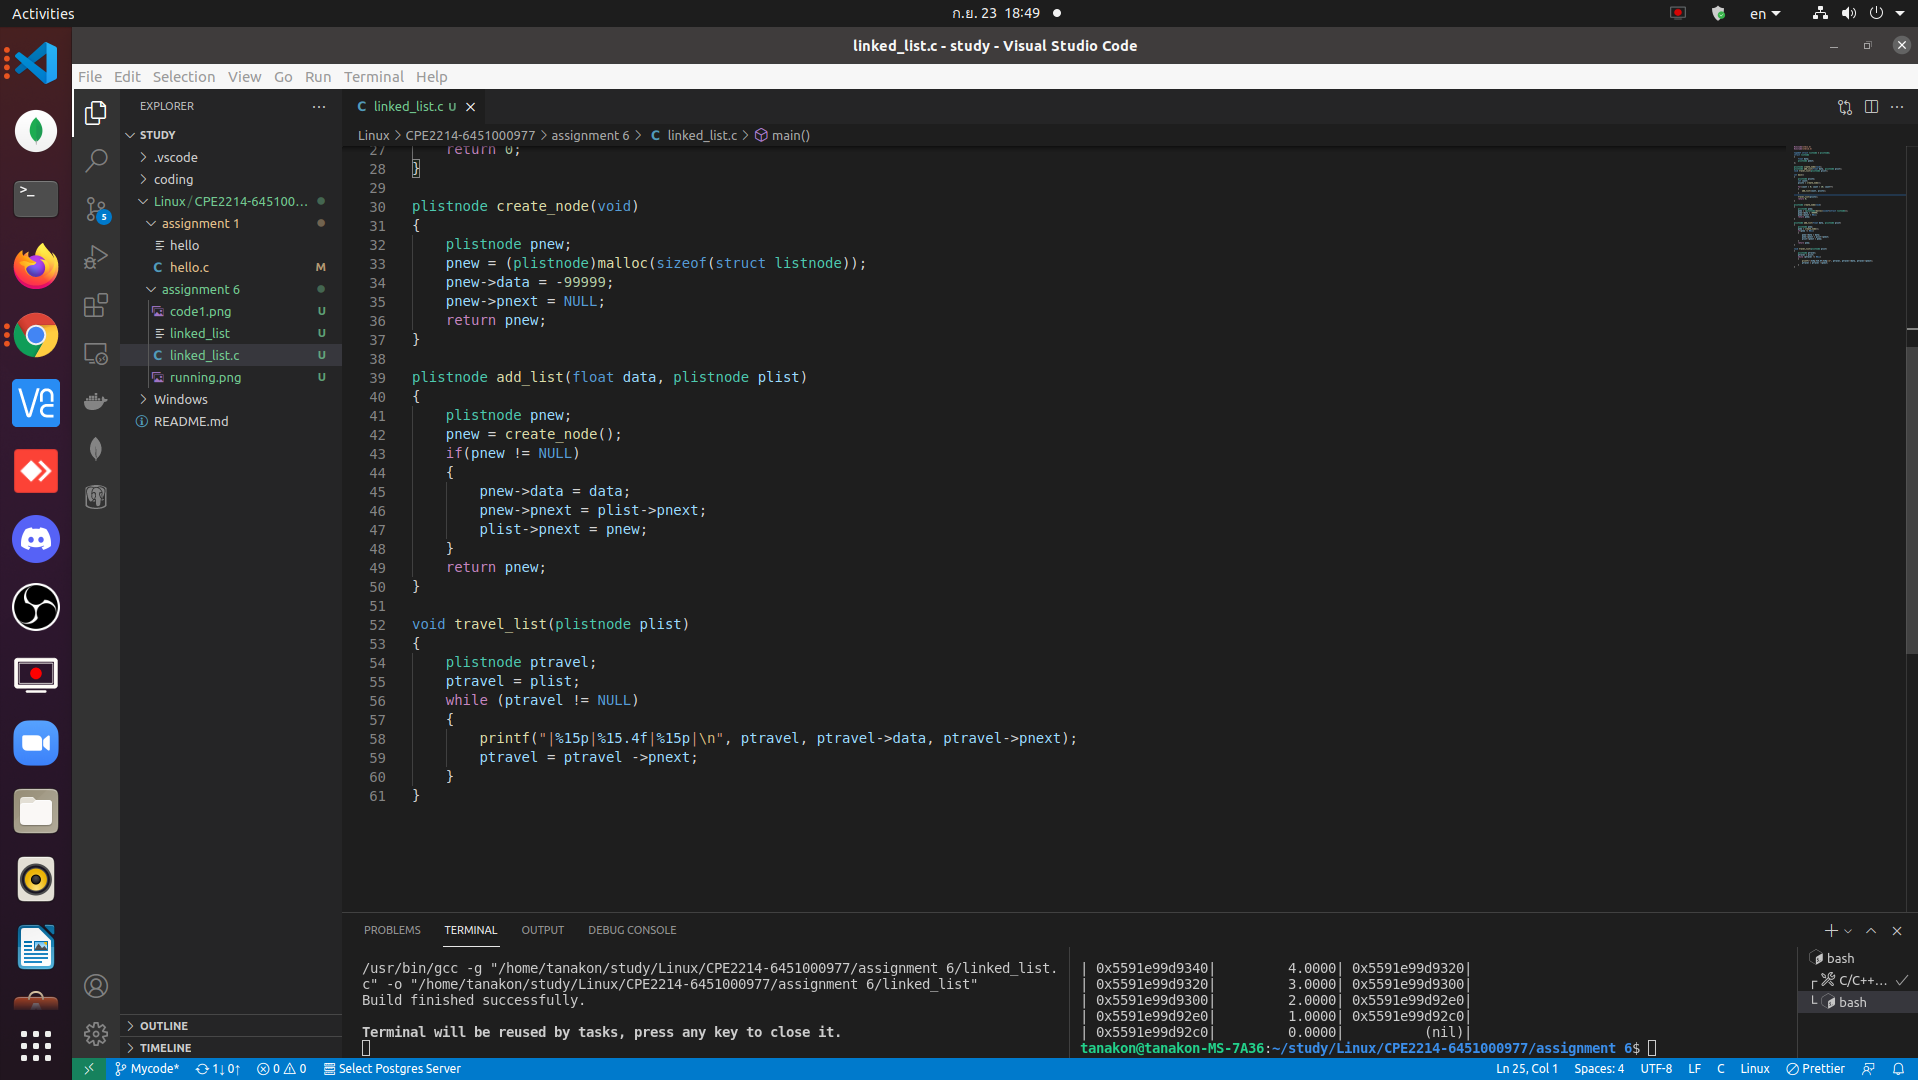 Activities
ก.ย. 23 18:49
en
linked_list.c - study - Visual Studio Code
File Edit Selection View Go Run Terminal Help
EXPLORER
STUDY
.vscode
coding
Linux/CPE2214-645100...
assignment 1
hello
hello.c M
assignment 6
code1.png U
linked_list U
linked_list.c U
running.png U
Windows
README.md
OUTLINE
TIMELINE
5
linked_list.c U
Linux > CPE2214-6451000977 > assignment 6 > C linked_list.c > main()
27 return 0;
28 }
29
30 plistnode create_node(void)
31 {
32 plistnode pnew;
33 pnew = (plistnode)malloc(sizeof(struct listnode));
34 pnew->data = -99999;
35 pnew->pnext = NULL;
36 return pnew;
37 }
38
39 plistnode add_list(float data, plistnode plist)
40 {
41 plistnode pnew;
42 pnew = create_node();
43 if(pnew != NULL)
44 {
45 pnew->data = data;
46 pnew->pnext = plist->pnext;
47 plist->pnext = pnew;
48 }
49 return pnew;
50 }
51
52 void travel_list(plistnode plist)
53 {
54 plistnode ptravel;
55 ptravel = plist;
56 while (ptravel != NULL)
57 {
58 printf("|%15p|%15.4f|%15p|\n", ptravel, ptravel->data, ptravel->pnext);
59 ptravel = ptravel ->pnext;
60 }
61 }
PROBLEMS TERMINAL OUTPUT DEBUG CONSOLE
/usr/bin/gcc -g "/home/tanakon/study/Linux/CPE2214-6451000977/assignment 6/linked_list.
c" -o "/home/tanakon/study/Linux/CPE2214-6451000977/assignment 6/linked_list"
Build finished successfully.
Terminal will be reused by tasks, press any key to close it.
| 0x5591e99d9340| 4.0000| 0x5591e99d9320|
| 0x5591e99d9320| 3.0000| 0x5591e99d9300|
| 0x5591e99d9300| 2.0000| 0x5591e99d92e0|
| 0x5591e99d92e0| 1.0000| 0x5591e99d92c0|
| 0x5591e99d92c0| 0.0000| (nil)|
tanakon@tanakon-MS-7A36:~/study/Linux/CPE2214-6451000977/assignment 6$
bash
C/C++...
bash
Mycode* 1↓ 0↑ 0 0 Select Postgres Server
Ln 25, Col 1 Spaces: 4 UTF-8 LF C Linux Prettier